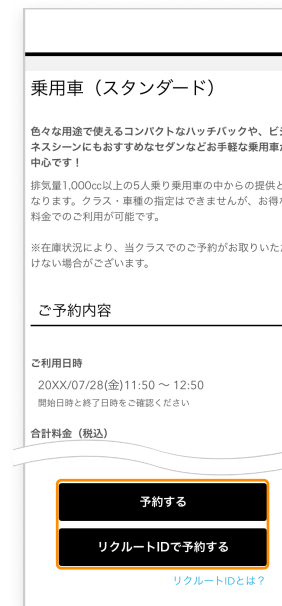 乗用車（スタンダード）
色々な用途で使えるコンパクトなハッチバックや、ビジ
ネスシーンにもおすすめなセダンなどお手軽な乗用車が
中心です！
排気量1,000cc以上の5人乗り乗用車の中からの提供と
なります。クラス・車種の指定はできませんが、お得な
料金でのご利用が可能です。
※在庫状況により、当クラスでのご予約がお取りいただ
けない場合がございます。
ご予約内容
ご利用日時
20XX/07/28(金)11:50 〜 12:50
開始日時と終了日時をご確認ください
合計料金（税込）
予約する
リクルートIDで予約する
リクルートIDとは？